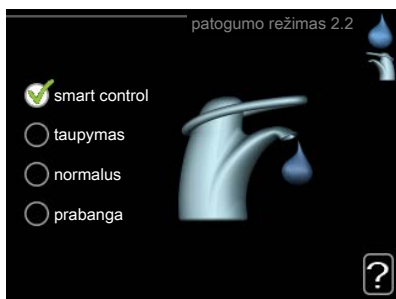 patogumo režimas 2.2
smart control
taupymas
normalus
prabanga
?